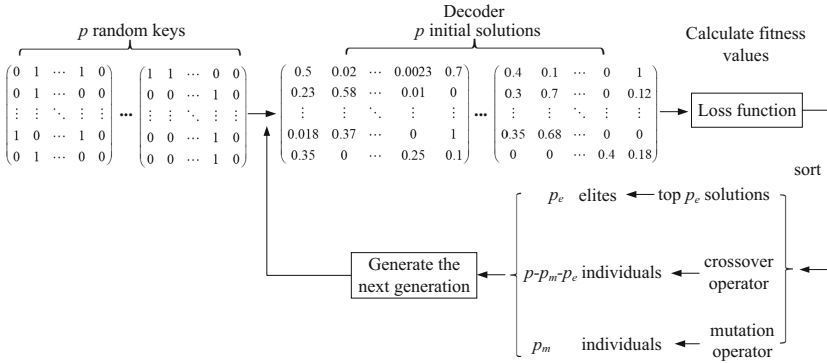 Decoder
p random keys
p initial solutions
Calculate fitness
values
0 1 ⋯ 1 0
0 1 ⋯ 0 0
⋮ ⋮ ⋱ ⋮ ⋮
1 0 ⋯ 1 0
0 1 ⋯ 0 0
...
1 1 ⋯ 0 0
0 0 ⋯ 1 0
⋮ ⋮ ⋱ ⋮ ⋮
0 0 ⋯ 1 0
0 0 ⋯ 1 0
0.5 0.02 ⋯ 0.0023 0.7
0.23 0.58 ⋯ 0.01 0
⋮ ⋮ ⋱ ⋮ ⋮
0.018 0.37 ⋯ 0 1
0.35 0 ⋯ 0.25 0.1
...
0.4 0.1 ⋯ 0 1
0.3 0.7 ⋯ 0 0.12
⋮ ⋮ ⋱ ⋮ ⋮
0.35 0.68 ⋯ 0 0
0 0 ⋯ 0.4 0.18
Loss function
sort
pe elites
top pe solutions
Generate the
next generation
p-pm-pe individuals
crossover
operator
pm individuals
mutation
operator